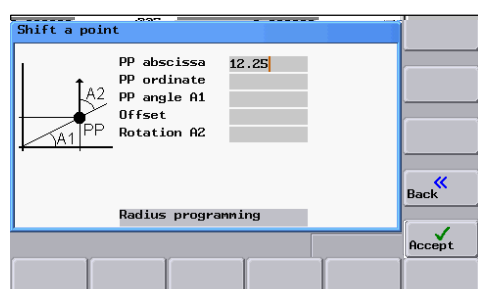 Shift a point
PP abscissa 12.25
PP ordinate
PP angle A1
Offset
Rotation A2
A2
PP
A1
Radius programming
Back
Accept